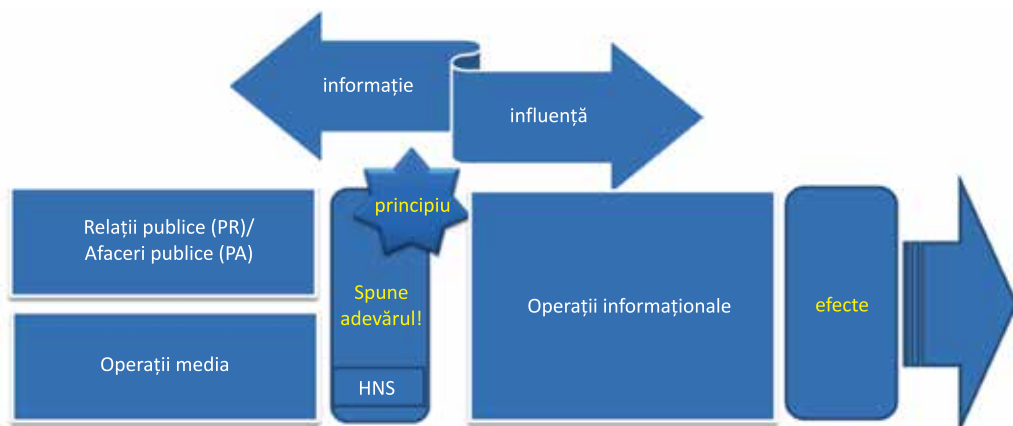 informație
influență
principiu
Relații publice (PR)/
Afaceri publice (PA)
Spune
adevărul!
Operații informaționale
efecte
Operații media
HNS